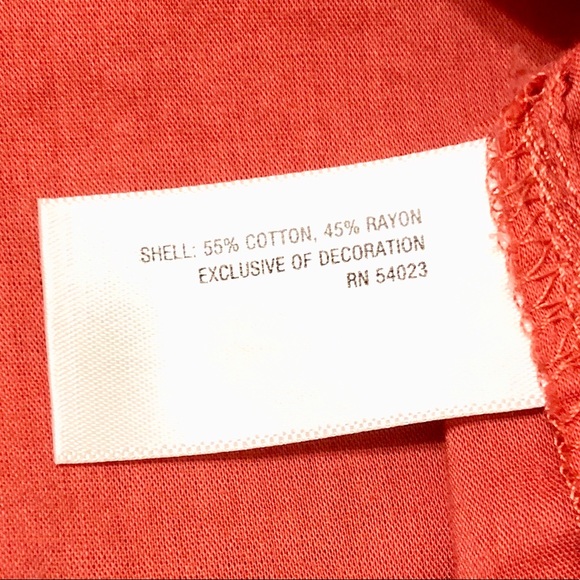 SHELL: 55% COTTON, 45% RAYON
EXCLUSIVE OF DECORATION
RN 54023